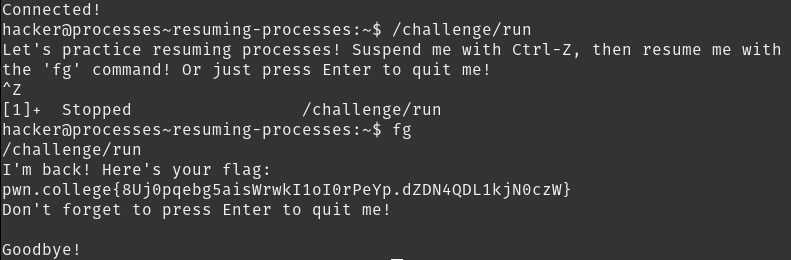 Connected!
hacker@processes~resuming-processes:~$ /challenge/run
Let's practice resuming processes! Suspend me with Ctrl-Z, then resume me with
the 'fg' command! Or just press Enter to quit me!
^Z
[1]+  Stopped                 /challenge/run
hacker@processes~resuming-processes:~$ fg
/challenge/run
I'm back! Here's your flag:
pwn.college{8Uj0pqebg5aisWrwkI1oI0rPeYp.dZDN4QDL1kjN0czW}
Don't forget to press Enter to quit me!
Goodbye!